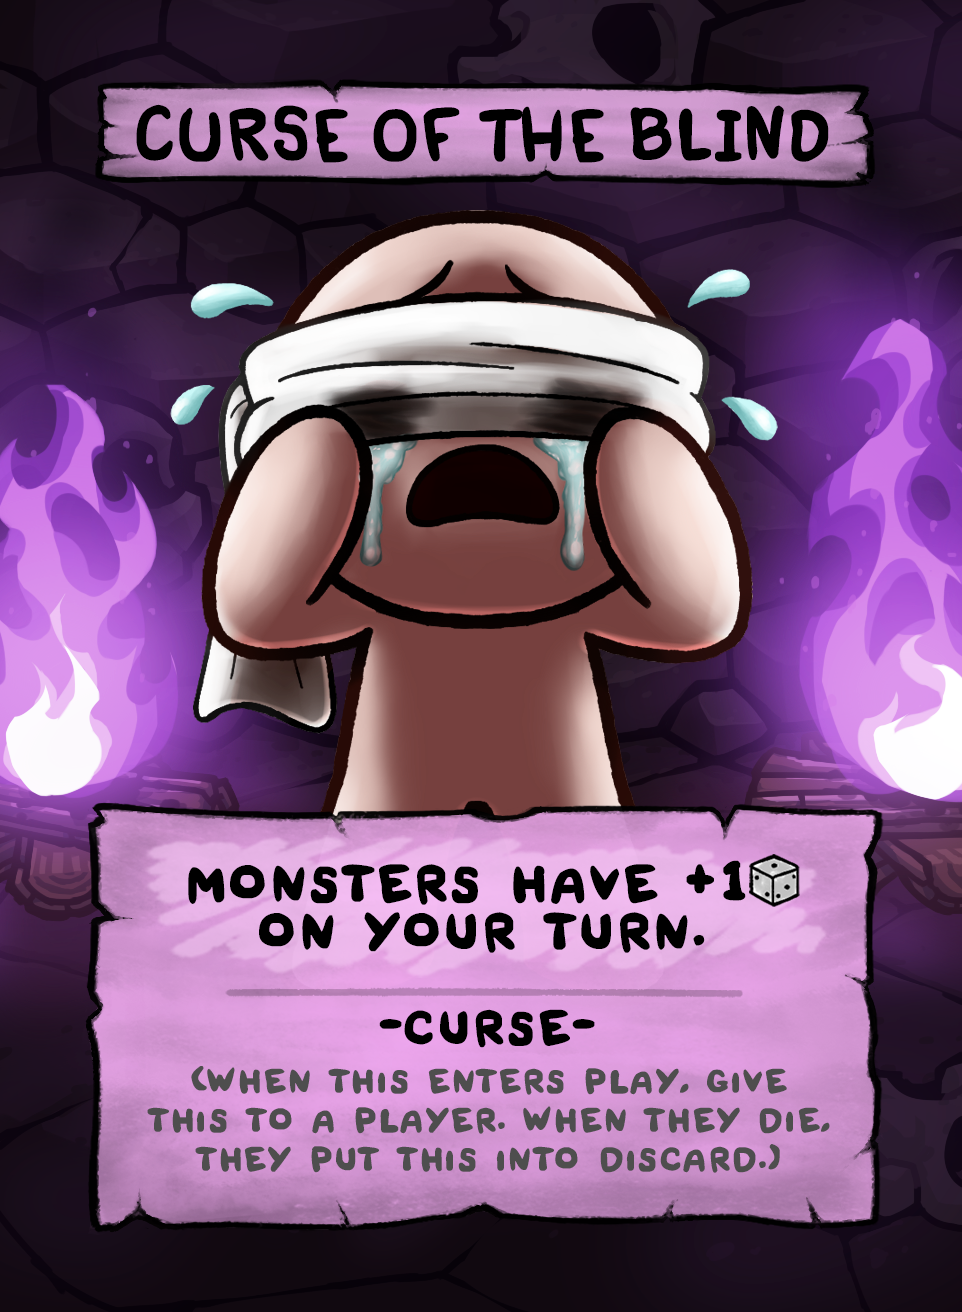 CURSE OF THE BLIND
MONSTERS HAVE +1
ON YOUR TURN.
-CURSE-
(WHEN THIS ENTERS PLAY, GIVE
THIS TO A PLAYER. WHEN THEY DIE,
THEY PUT THIS INTO DISCARD.)